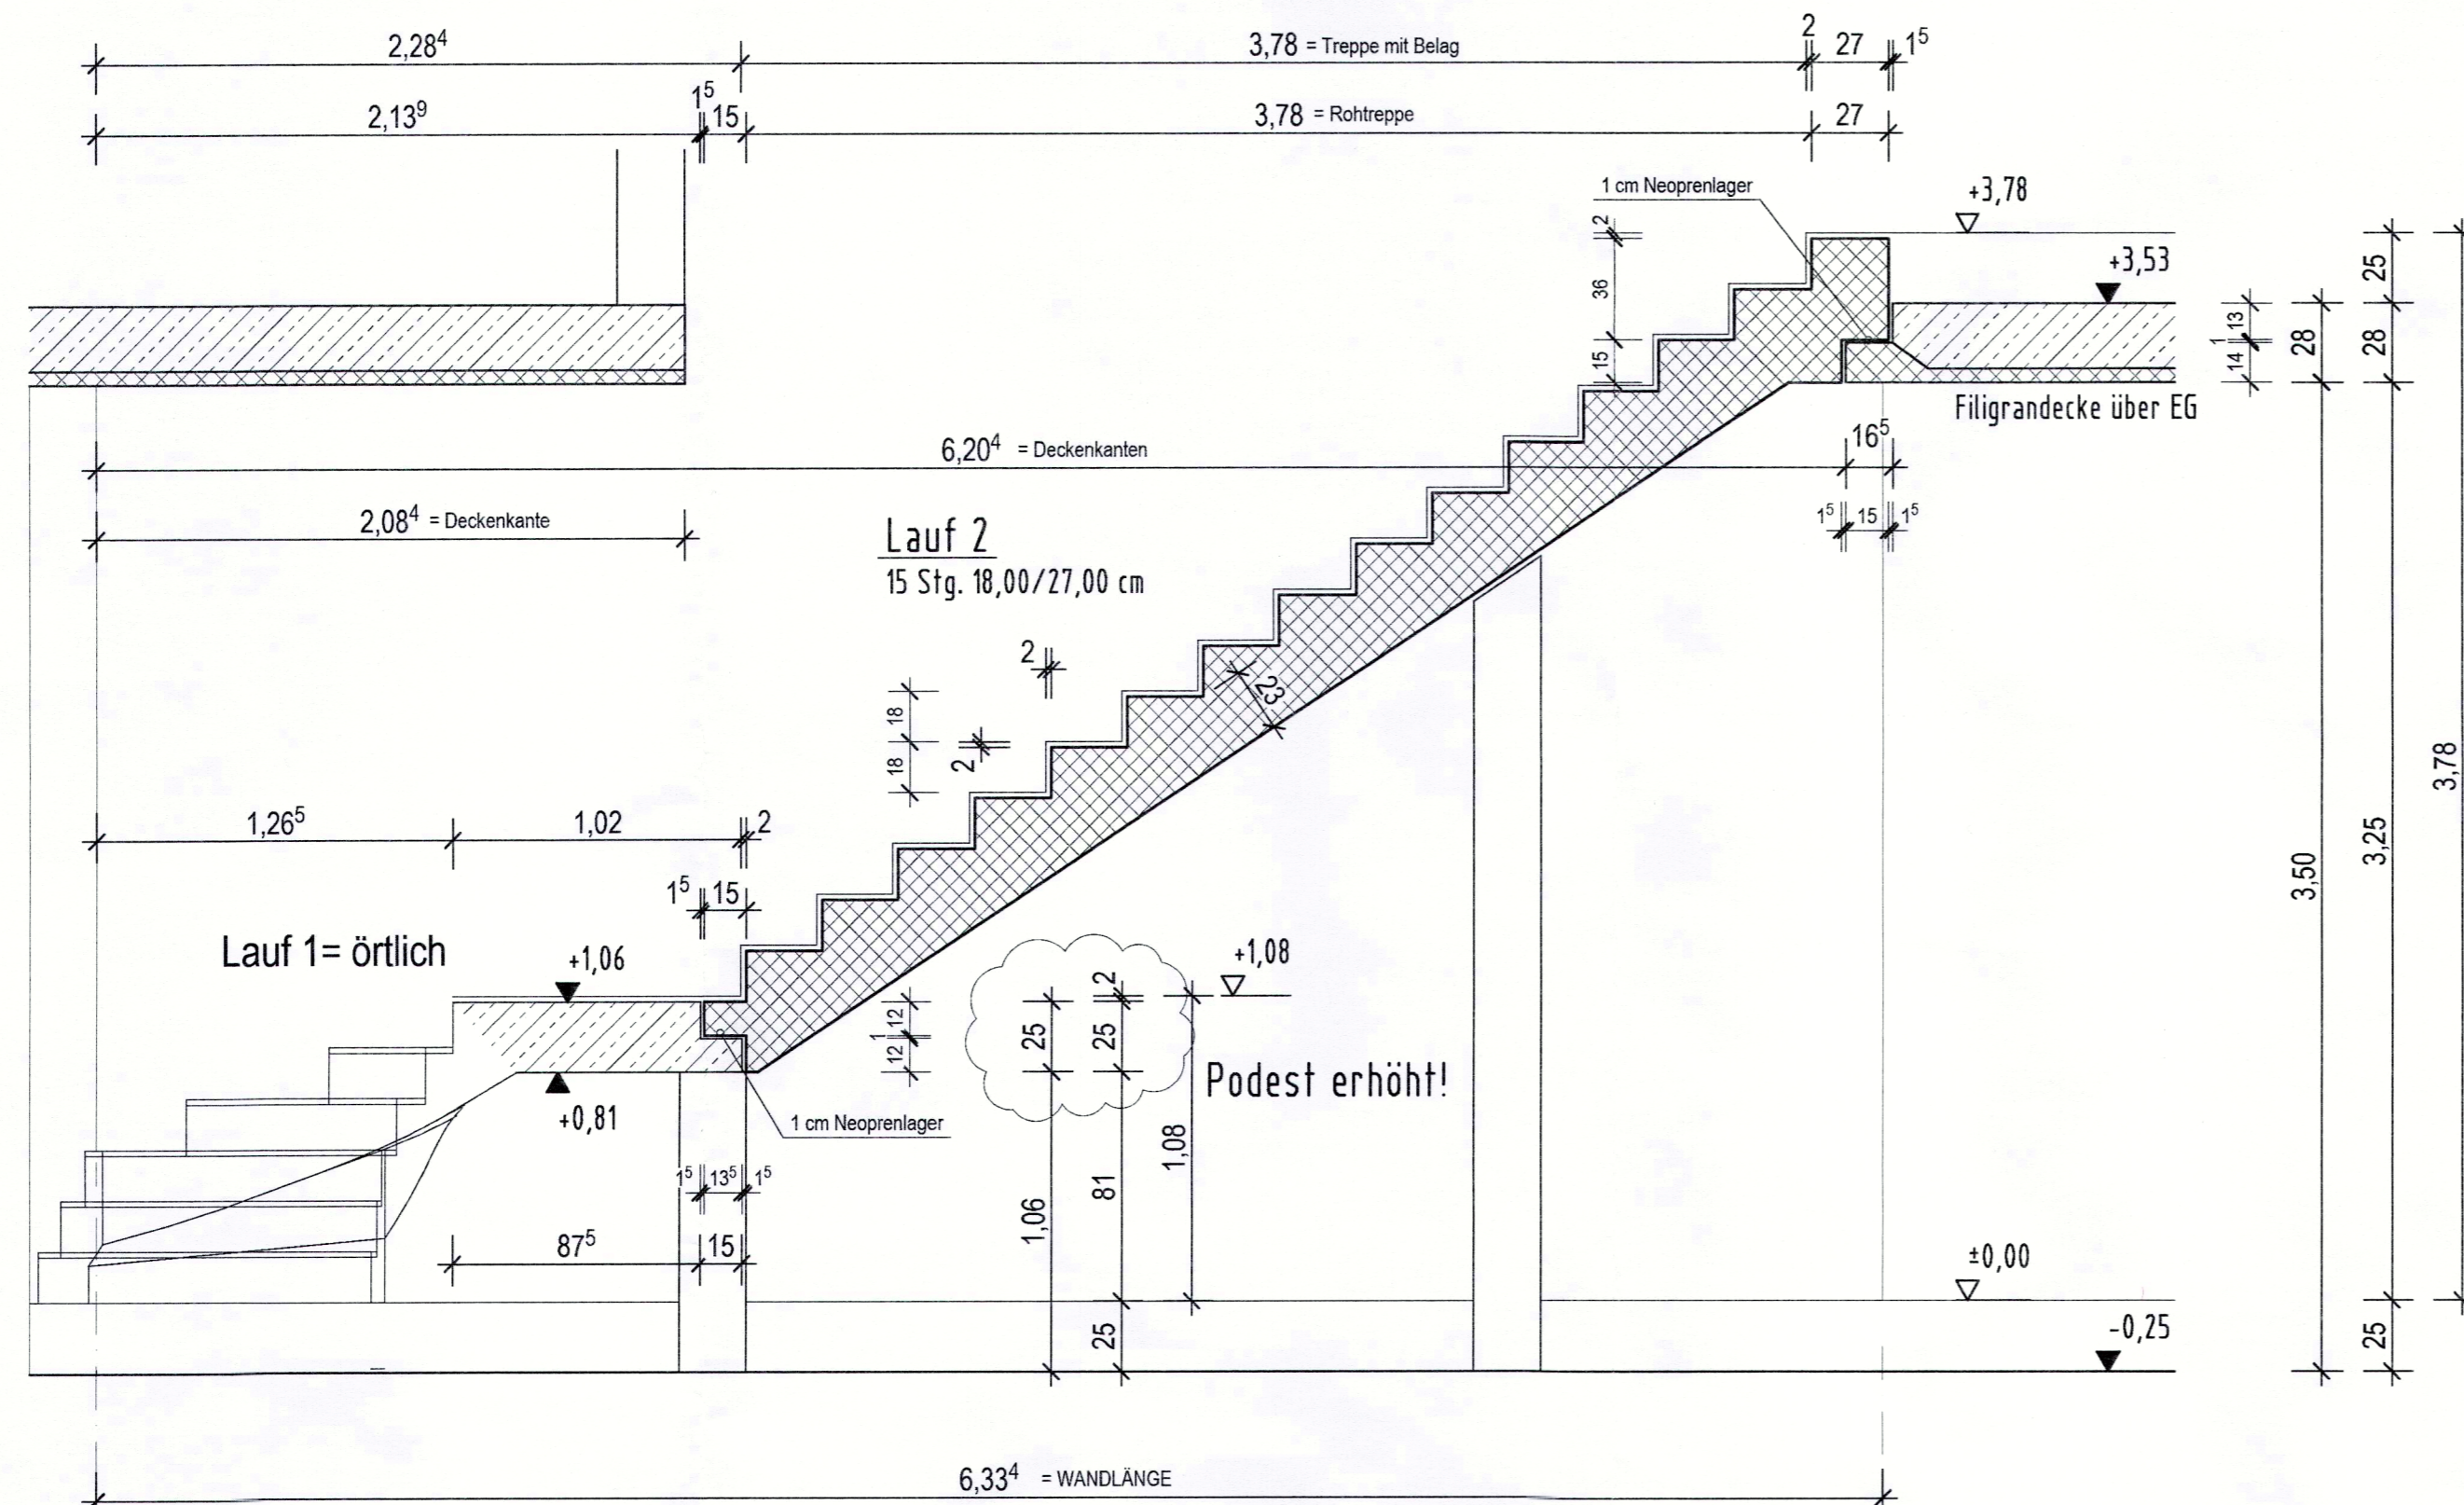 2,28⁴ 3,78 = Treppe mit Belag 2 27 1⁵
2,13⁹ 1⁵ 15 3,78 = Rohtreppe 27
1 cm Neoprenlager
+3,78
+3,53
2
36
15
25
13
1
14
28
28
Filigrandecke über EG
6,20⁴ = Deckenkanten 16⁵
2,08⁴ = Deckenkante
1⁵ 15 1⁵
Lauf 2
15 Stg. 18,00/27,00 cm
2
23
18
18
2
3,78
3,25
3,50
1,26⁵ 1,02 2
1⁵ 15
Lauf 1= örtlich
+1,06
+1,08
12
1
12
25
2
25
Podest erhöht!
+0,81
1 cm Neoprenlager
1,08
1⁵ 13⁵ 1⁵
81
1,06
87⁵ 15
±0,00
25
-0,25
25
6,33⁴ = WANDLÄNGE